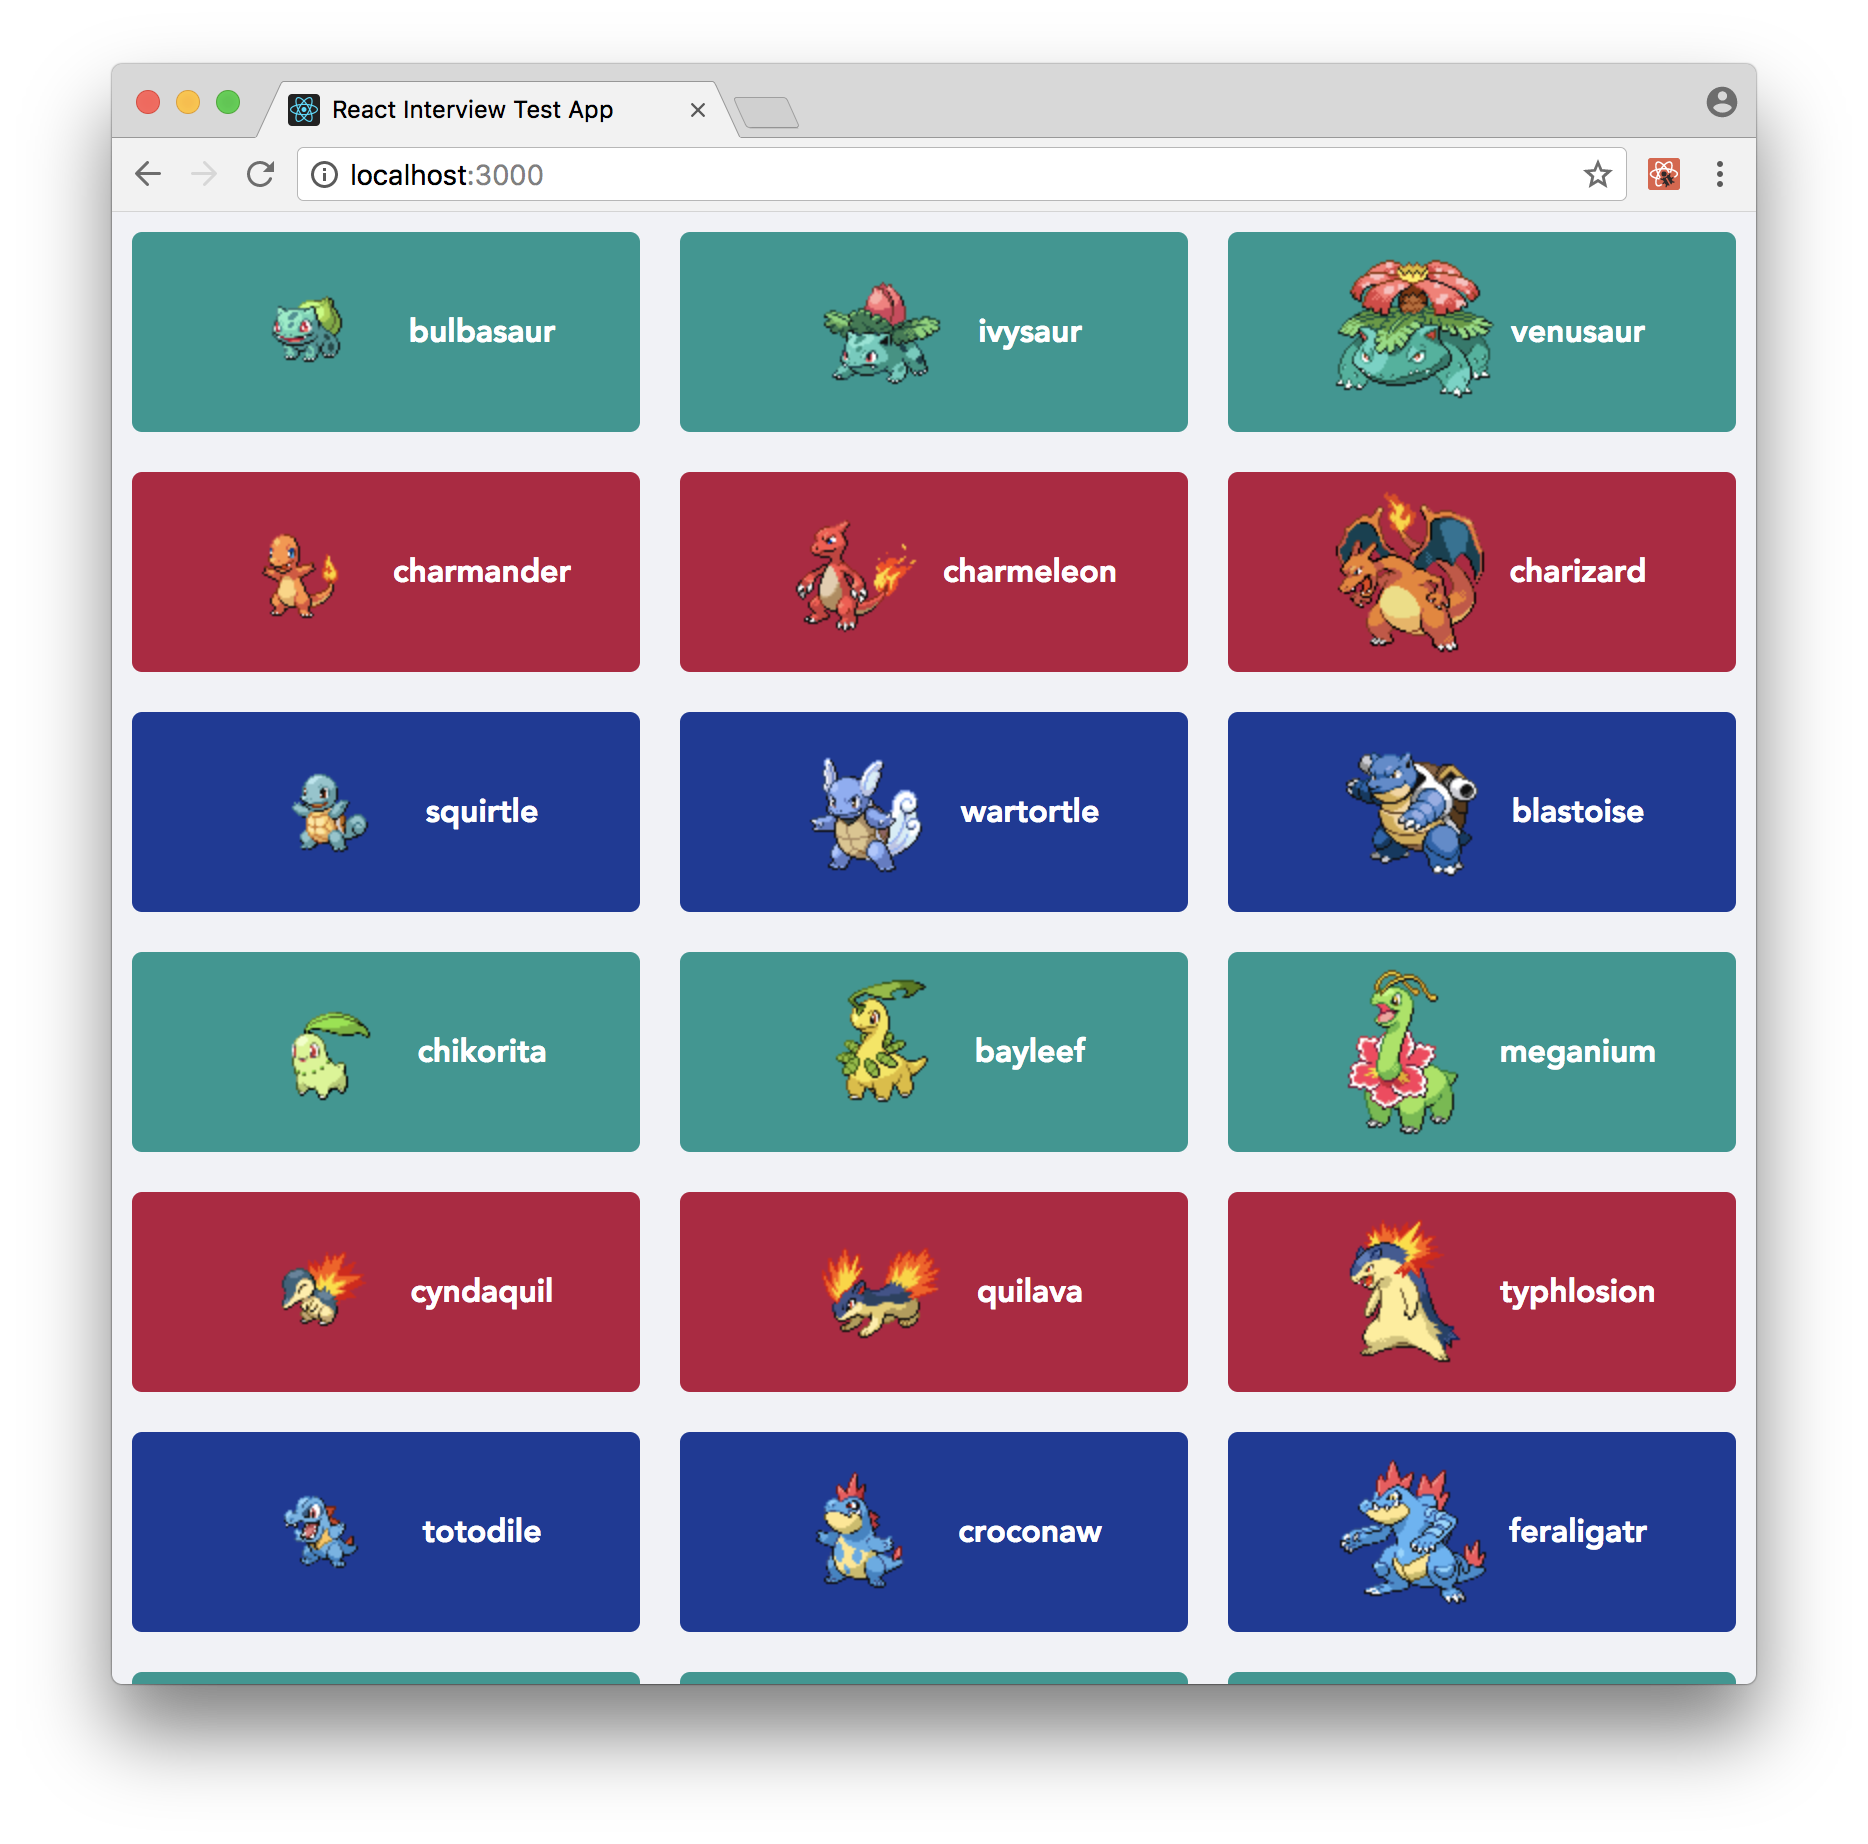 React Interview Test App
localhost:3000
bulbasaur
ivysaur
venusaur
charmander
charmeleon
charizard
squirtle
wartortle
blastoise
chikorita
bayleef
meganium
cyndaquil
quilava
typhlosion
totodile
croconaw
feraligatr